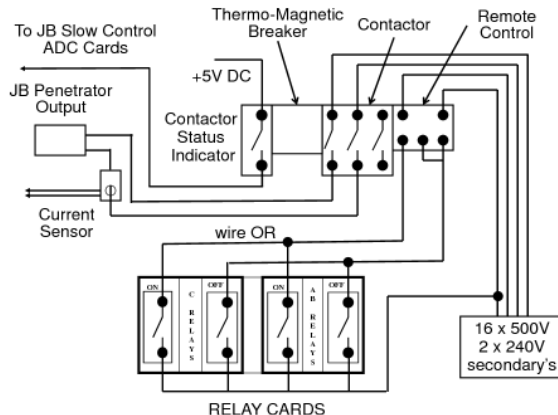 Thermo-Magnetic
Breaker
Contactor
Remote
Control
To JB Slow Control
ADC Cards
+5V DC
JB Penetrator
Output
Contactor
Status
Indicator
Current
Sensor
wire OR
ON
C RELAYS
OFF
ON
AB RELAYS
OFF
16 x 500V
2 x 240V
secondary's
RELAY CARDS